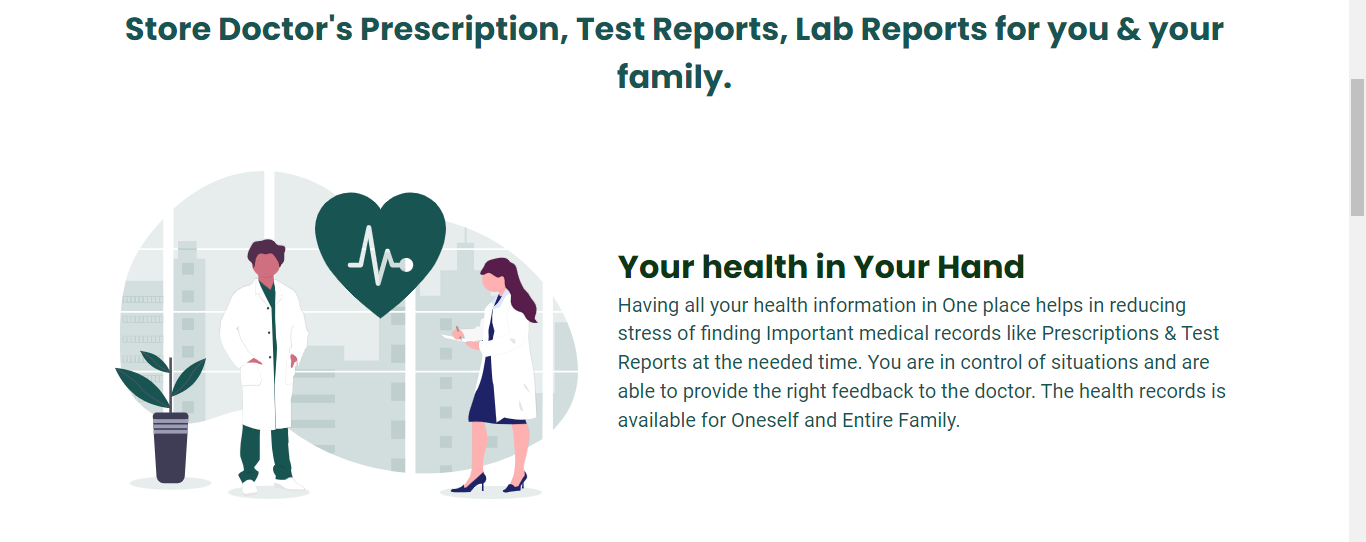 Store Doctor's Prescription, Test Reports, Lab Reports for you & your
family.
Your health in Your Hand
Having all your health information in One place helps in reducing
stress of finding Important medical records like Prescriptions & Test
Reports at the needed time. You are in control of situations and are
able to provide the right feedback to the doctor. The health records is
available for Oneself and Entire Family.